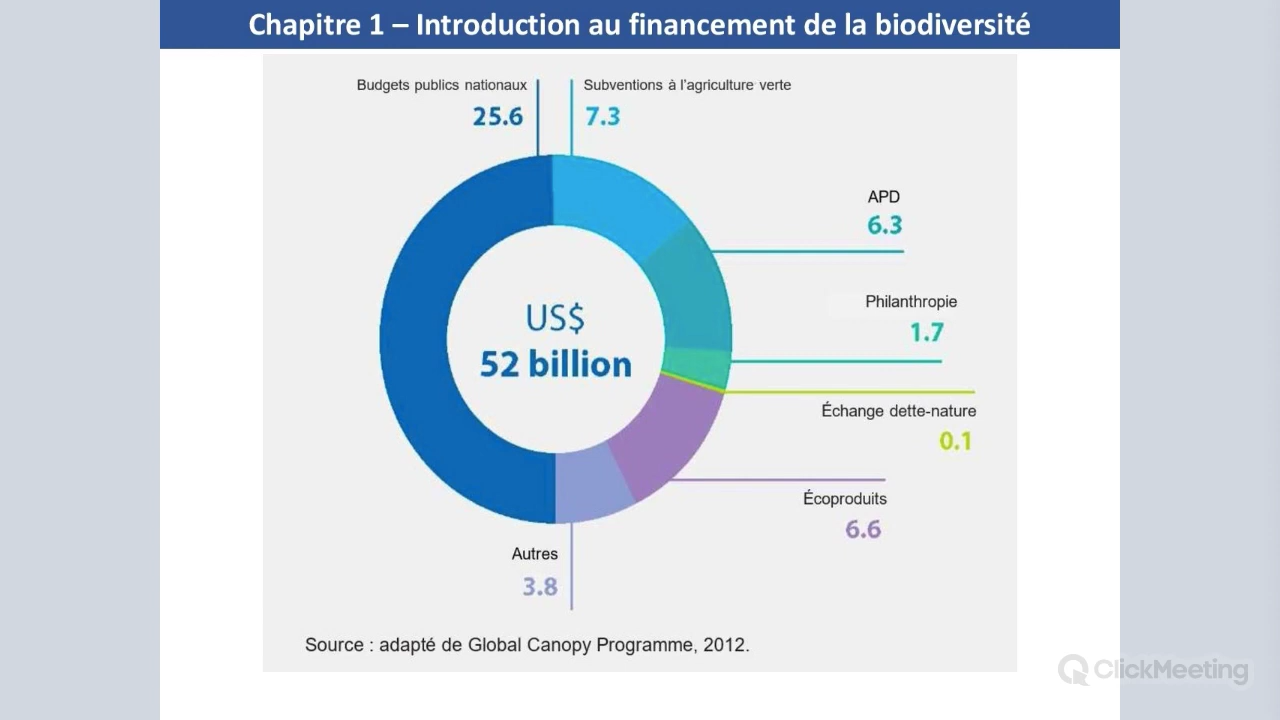 Chapitre 1 – Introduction au financement de la biodiversité
Budgets publics nationaux
25.6
Subventions à l'agriculture verte
7.3
APD
6.3
Philanthropie
1.7
Échange dette-nature
0.1
Écoproduits
6.6
US$
52 billion
Autres
3.8
Source : adapté de Global Canopy Programme, 2012.
ClickMeeting